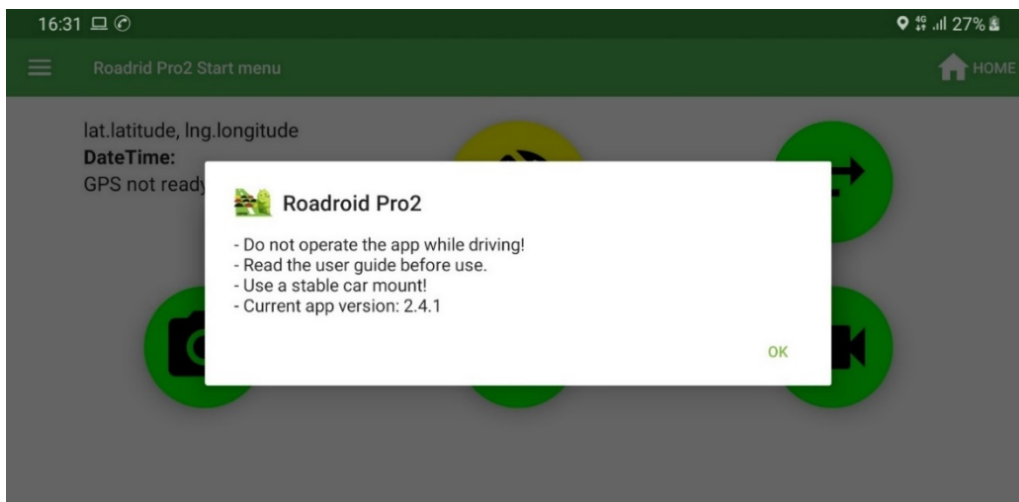 16:31
4G
27%
Roadrid Pro2 Start menu
HOME
lat.latitude, lng.longitude
DateTime:
GPS not ready
Roadroid Pro2
- Do not operate the app while driving!
- Read the user guide before use.
- Use a stable car mount!
- Current app version: 2.4.1
OK